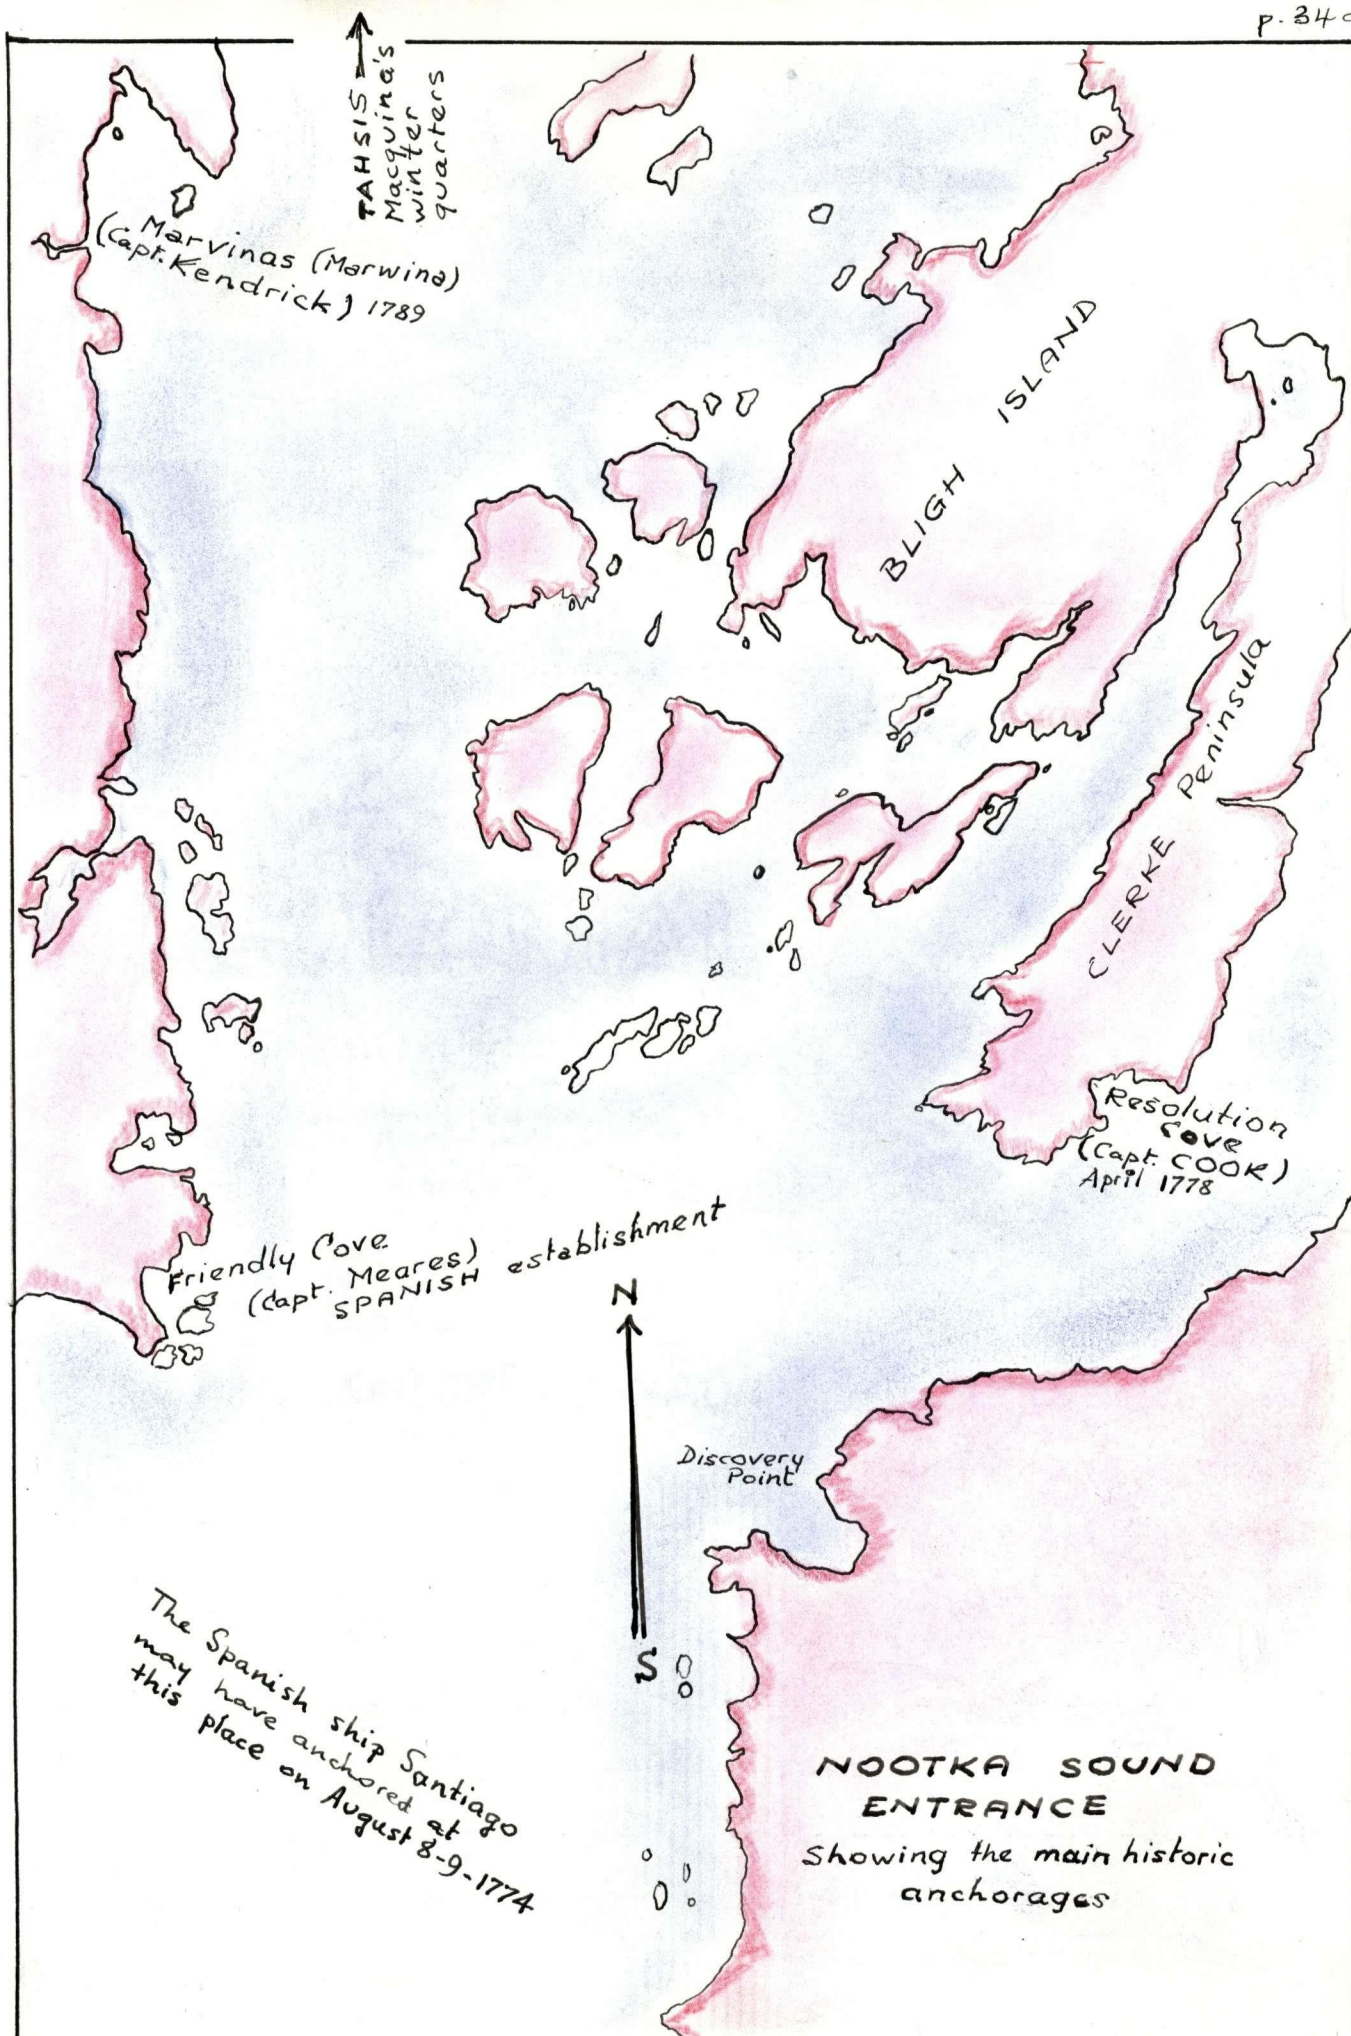 p. 34
TAHSIS
Macquina's
winter
quarters
Marvinas (Marwina)
(Capt. Kendrick) 1789
BLIGH ISLAND
CLERKE Peninsula
Resolution
Cove
(Capt. COOK)
April 1778
Friendly Cove
(Capt. Meares)
SPANISH establishment
N
Discovery
Point
S
The Spanish ship Santiago
may have anchored at
this place on August 8-9-1774
NOOTKA SOUND
ENTRANCE
Showing the main historic
anchorages